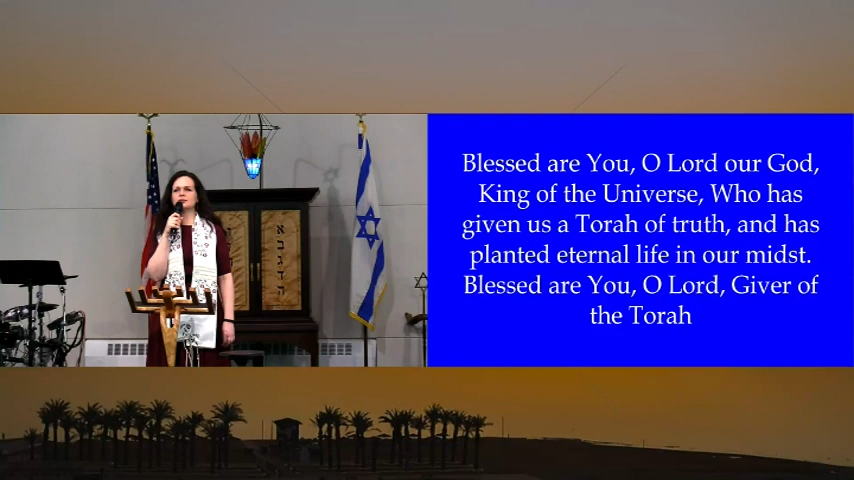 Blessed are You, O Lord our God,
King of the Universe, Who has
given us a Torah of truth, and has
planted eternal life in our midst.
Blessed are You, O Lord, Giver of
the Torah